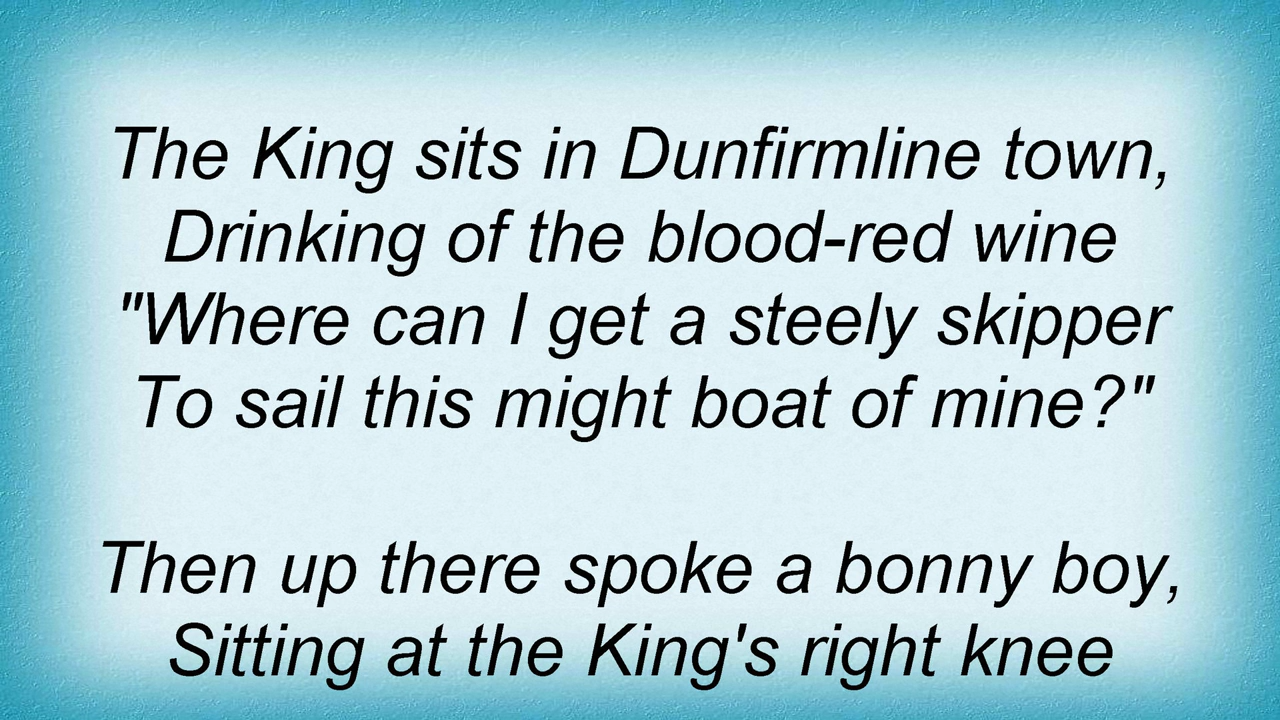 The King sits in Dunfirmline town,
Drinking of the blood-red wine
"Where can I get a steely skipper
To sail this might boat of mine?"
Then up there spoke a bonny boy,
Sitting at the King's right knee